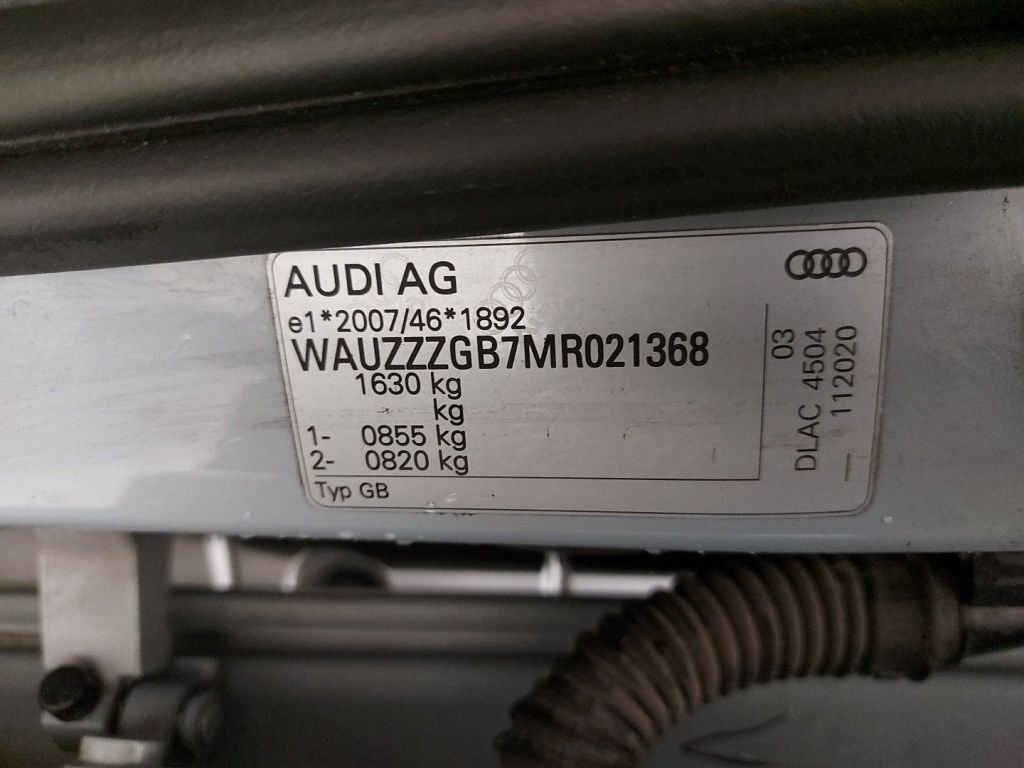 AUDI AG
e1*2007/46*1892
WAUZZZGB7MR021368
1630 kg
kg
1- 0855 kg
2- 0820 kg
Typ GB
03
DLAC 4504
__ 112020